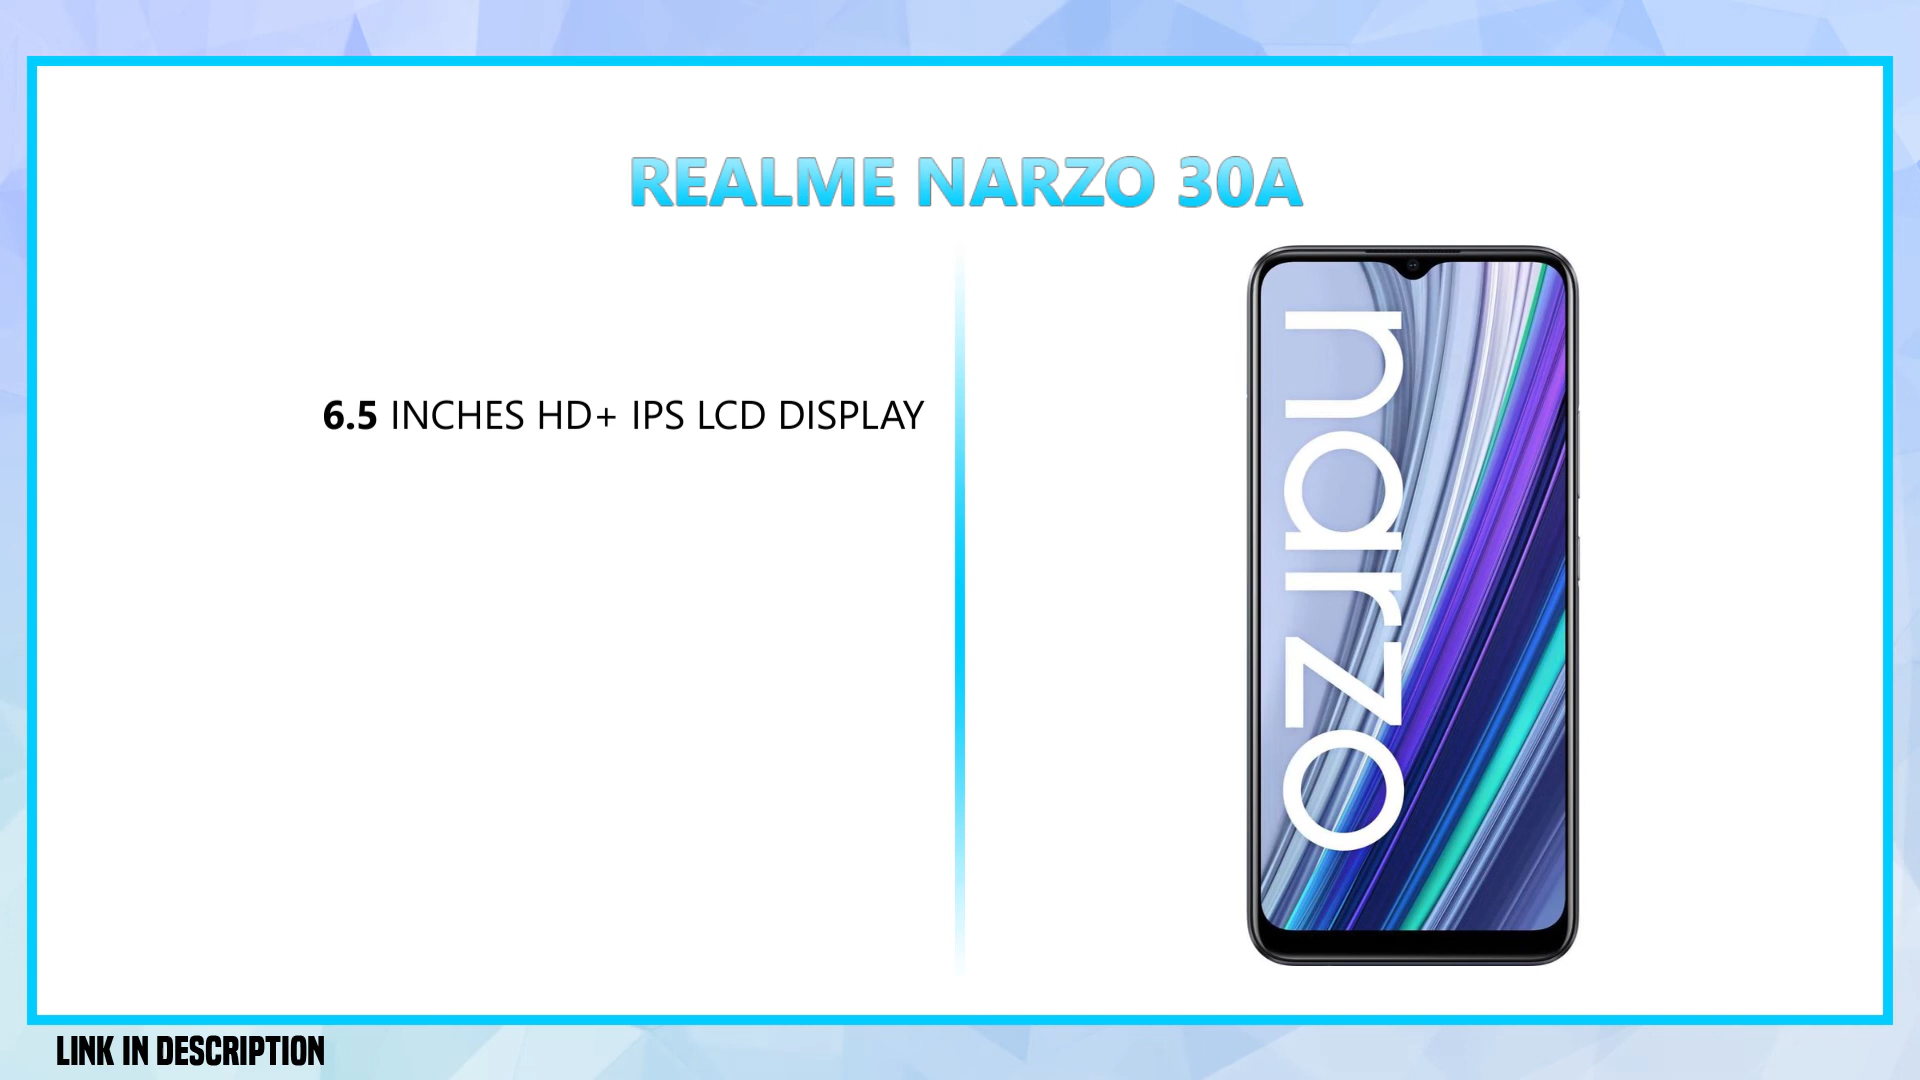 REALME NARZO 30A
6.5 INCHES HD+ IPS LCD DISPLAY
narzo
LINK IN DESCRIPTION